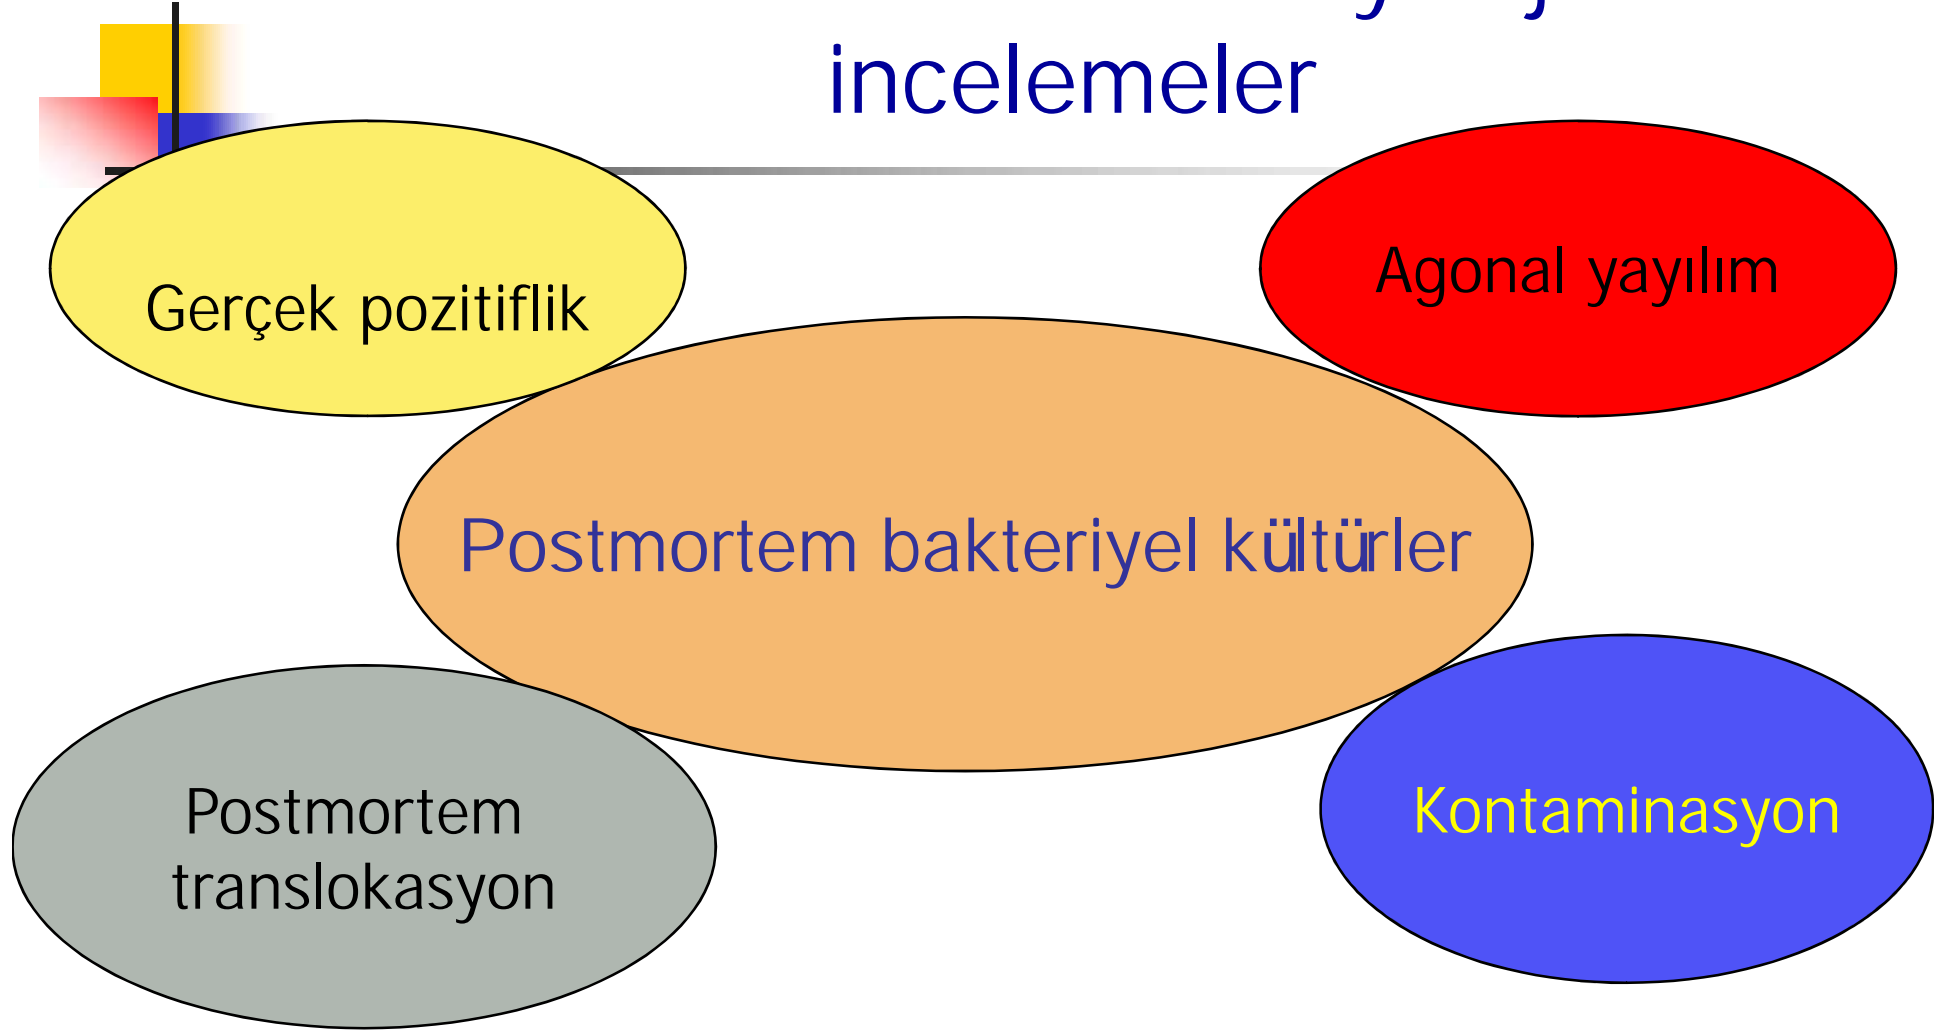 incelemeler
Gerçek pozitiflik
Agonal yayılım
Postmortem bakteriyel kültürler
Postmortem
translokasyon
Kontaminasyon